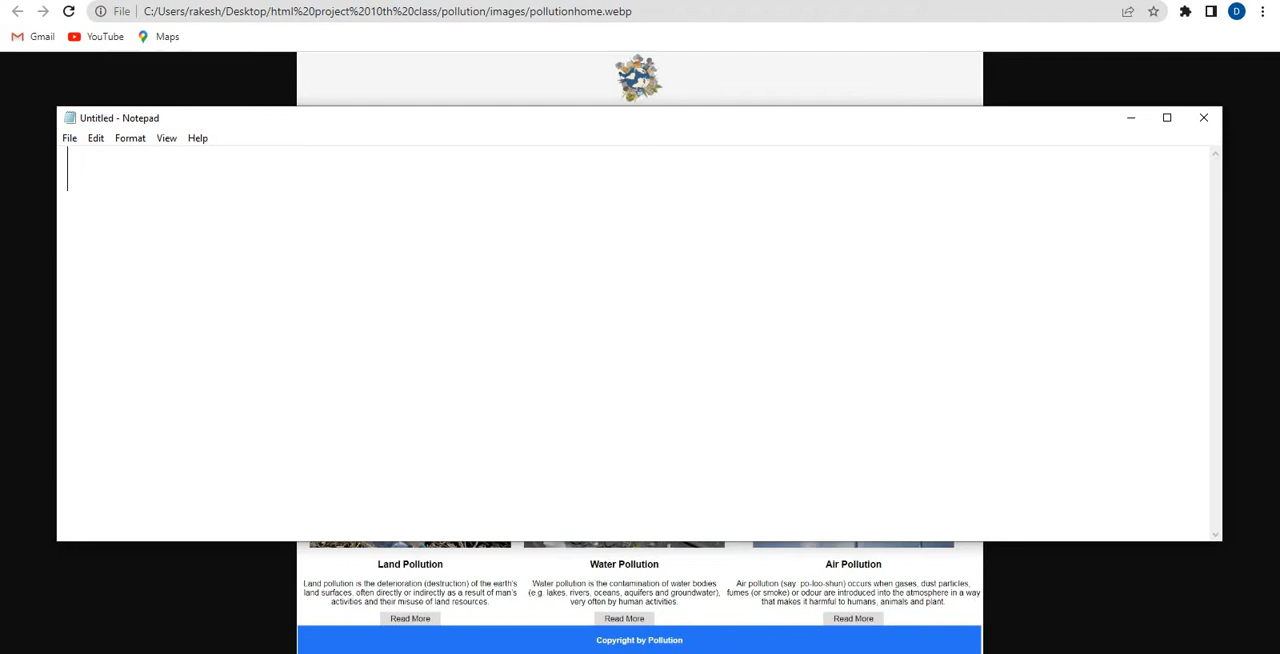 File C:/Users/rakesh/Desktop/html%20project%2010th%20class/pollution/images/pollutionhome.webp D
Gmail YouTube Maps
Untitled - Notepad
File Edit Format View Help
Land Pollution Water Pollution Air Pollution
Land pollution is the deterioration (destruction) of the earth's Water pollution is the contamination of water bodies Air pollution (say: po-loo-shun) occurs when gases, dust particles,
land surfaces, often directly or indirectly as a result of man's (e.g. lakes, rivers, oceans, aquifers and groundwater), fumes (or smoke) or odour are introduced into the atmosphere in a way
activities and their misuse of land resources. very often by human activities. that makes it harmful to humans, animals and plant.
Read More Read More Read More
Copyright by Pollution